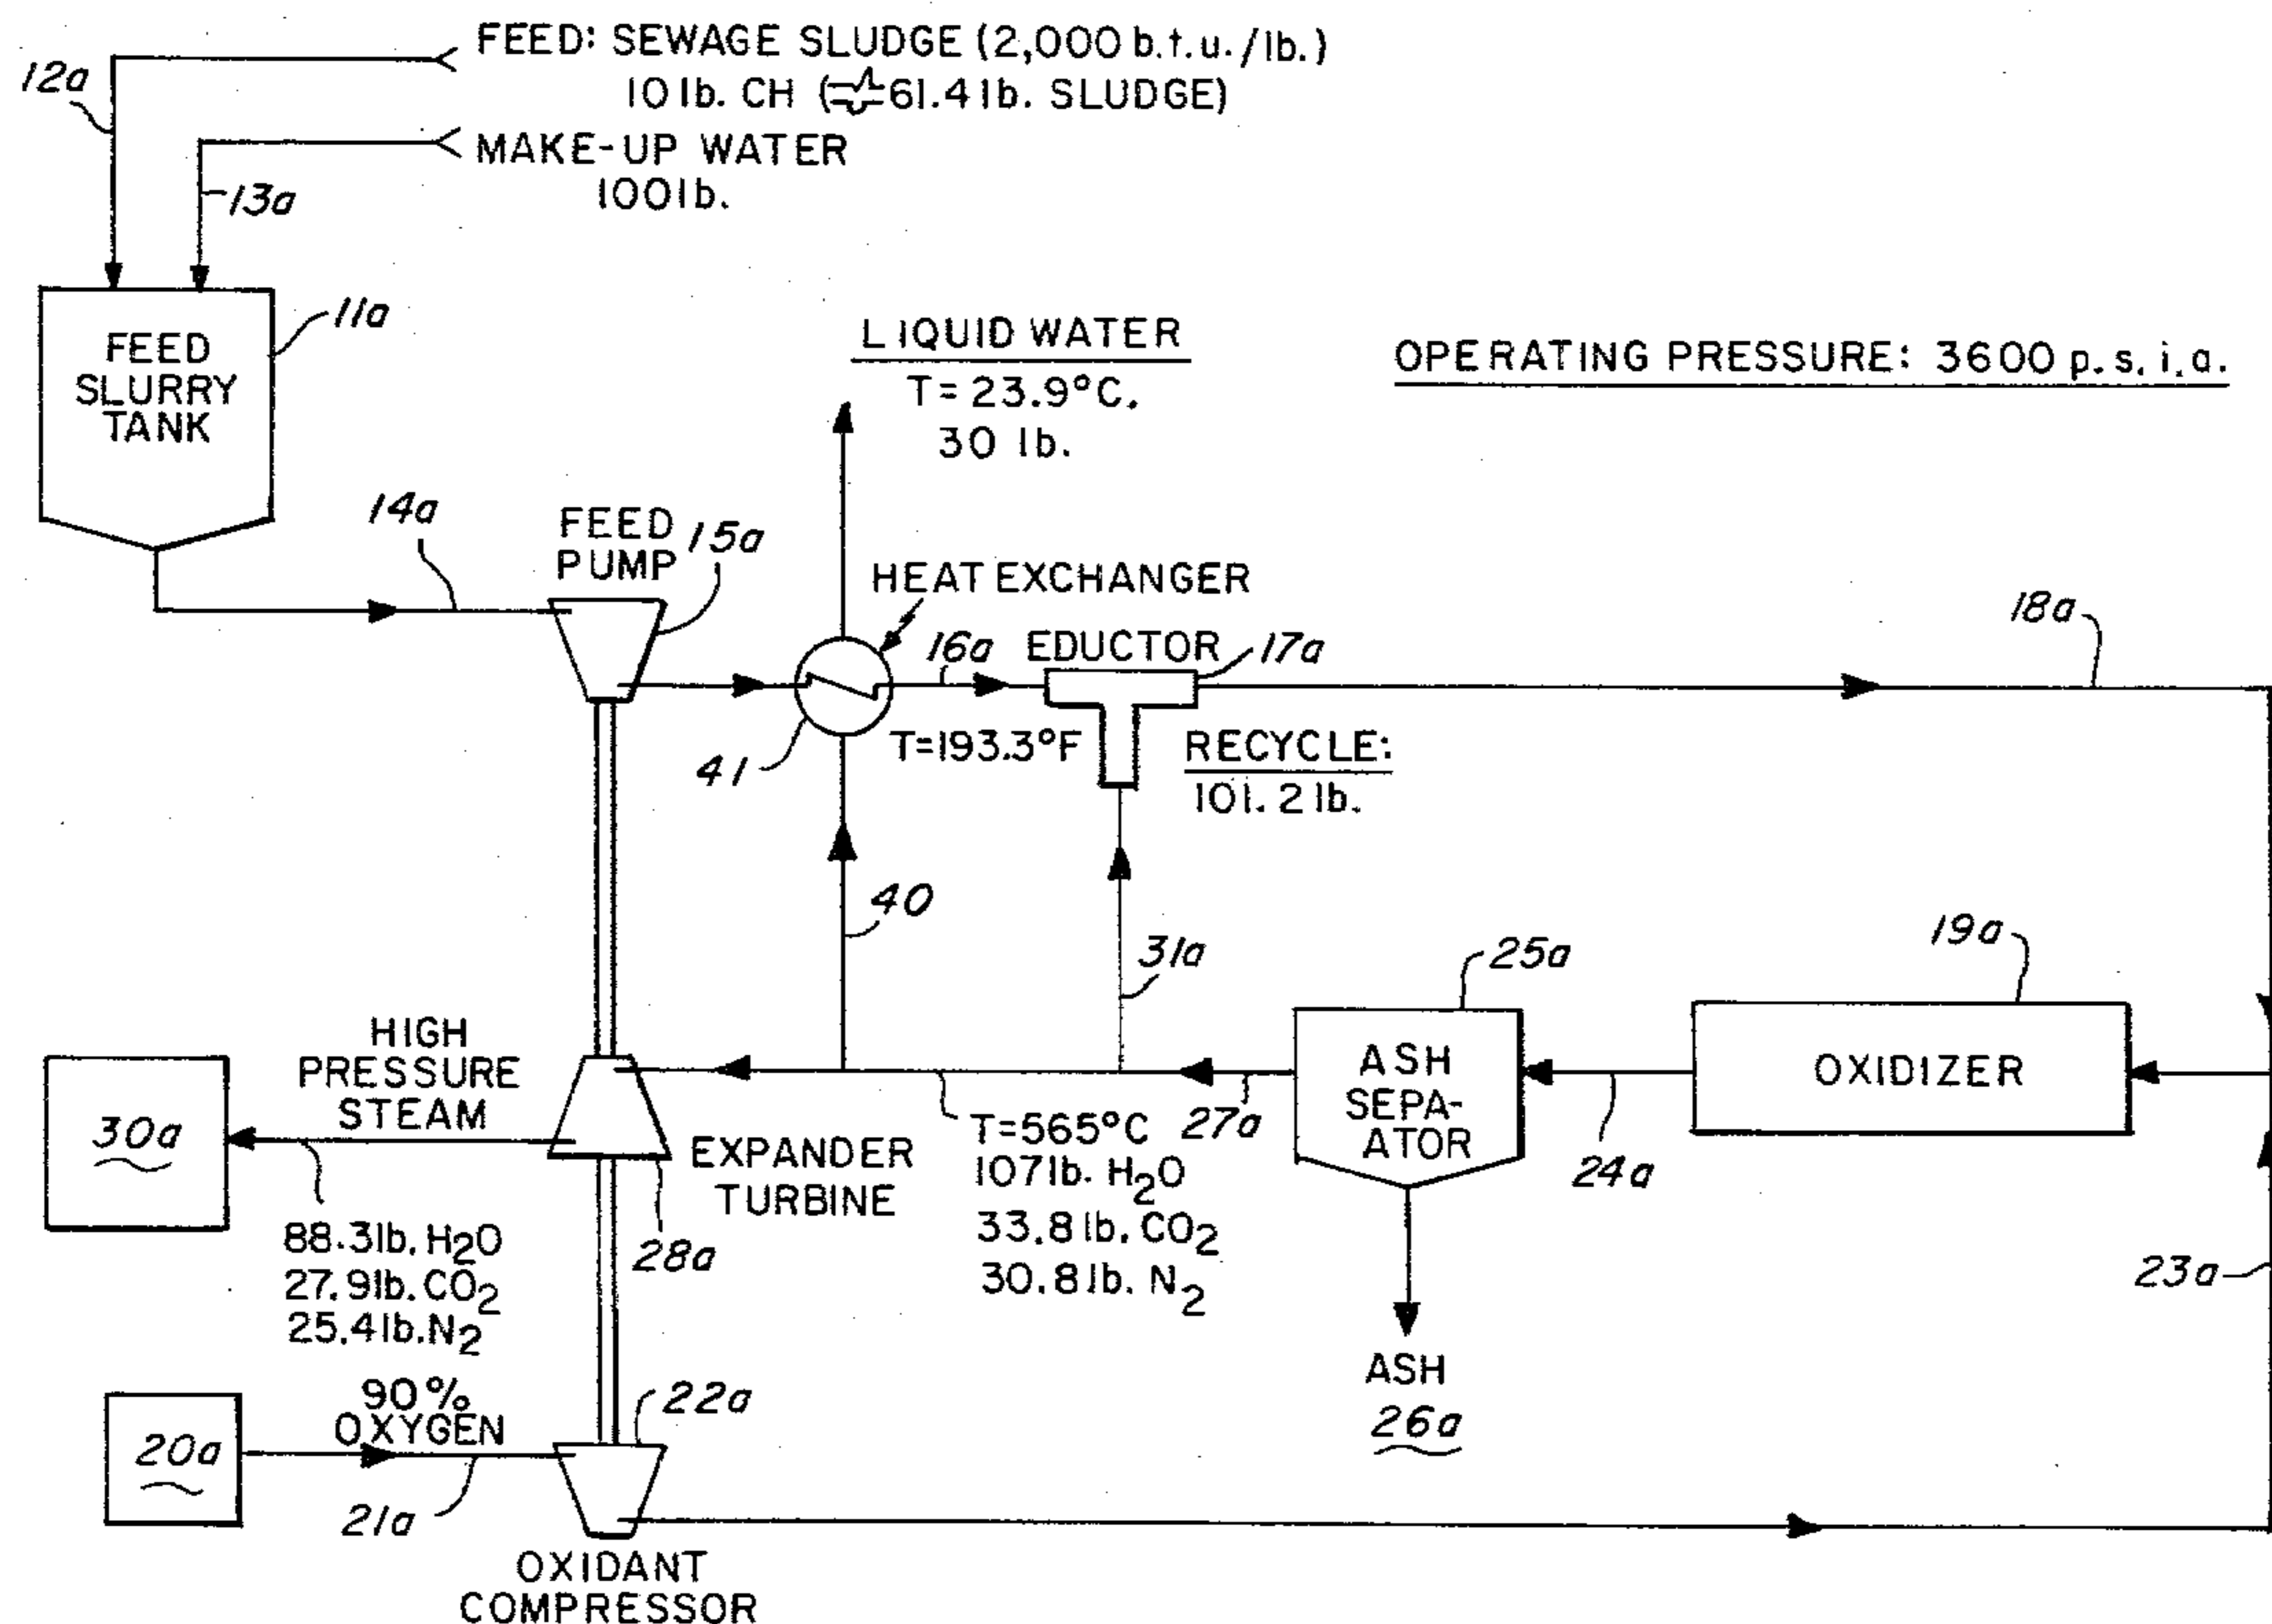 FEED: SEWAGE SLUDGE (2,000 b.t.u./lb.)
10 lb. CH (≈61.4 lb. SLUDGE)
12a
MAKE-UP WATER
100 lb.
13a
11a
FEED
SLURRY
TANK
LIQUID WATER
T= 23.9°C.
30 lb.
OPERATING PRESSURE: 3600 p.s.i.a.
14a
FEED
PUMP
15a
HEAT EXCHANGER
16a
EDUCTOR
17a
18a
T=193.3°F
RECYCLE:
101.2 lb.
41
40
31a
25a
19a
HIGH
PRESSURE
STEAM
30a
ASH
SEPA-
ATOR
OXIDIZER
T=565°C
107 lb. H2O
33.8 lb. CO2
30.8 lb. N2
27a
24a
EXPANDER
TURBINE
28a
88.3 lb. H2O
27.9 lb. CO2
25.4 lb. N2
23a
ASH
26a
90%
OXYGEN
22a
20a
21a
OXIDANT
COMPRESSOR